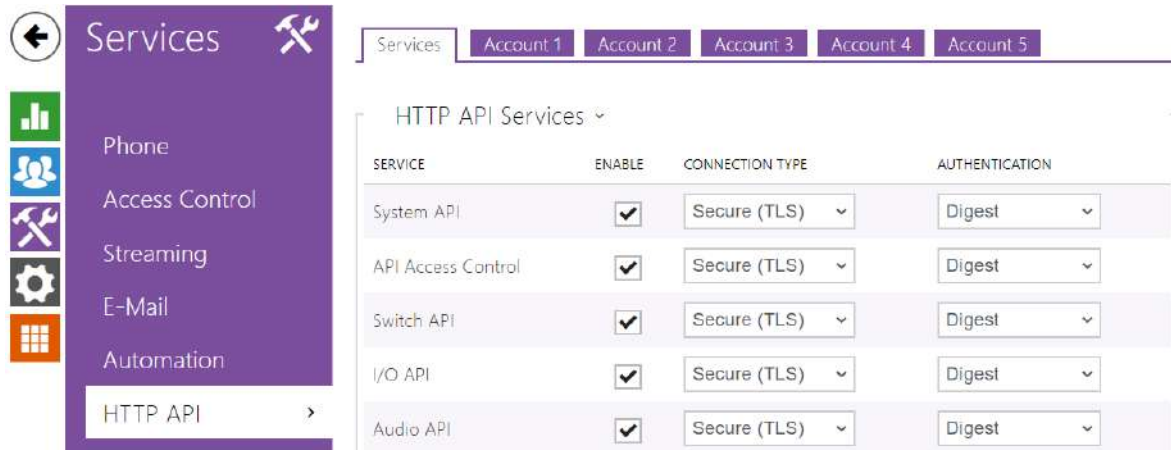 Services
Phone
Access Control
Streaming
E-Mail
Automation
HTTP API
Services Account 1 Account 2 Account 3 Account 4 Account 5
HTTP API Services
SERVICE ENABLE CONNECTION TYPE AUTHENTICATION
System API Secure (TLS) Digest
API Access Control Secure (TLS) Digest
Switch API Secure (TLS) Digest
I/O API Secure (TLS) Digest
Audio API Secure (TLS) Digest